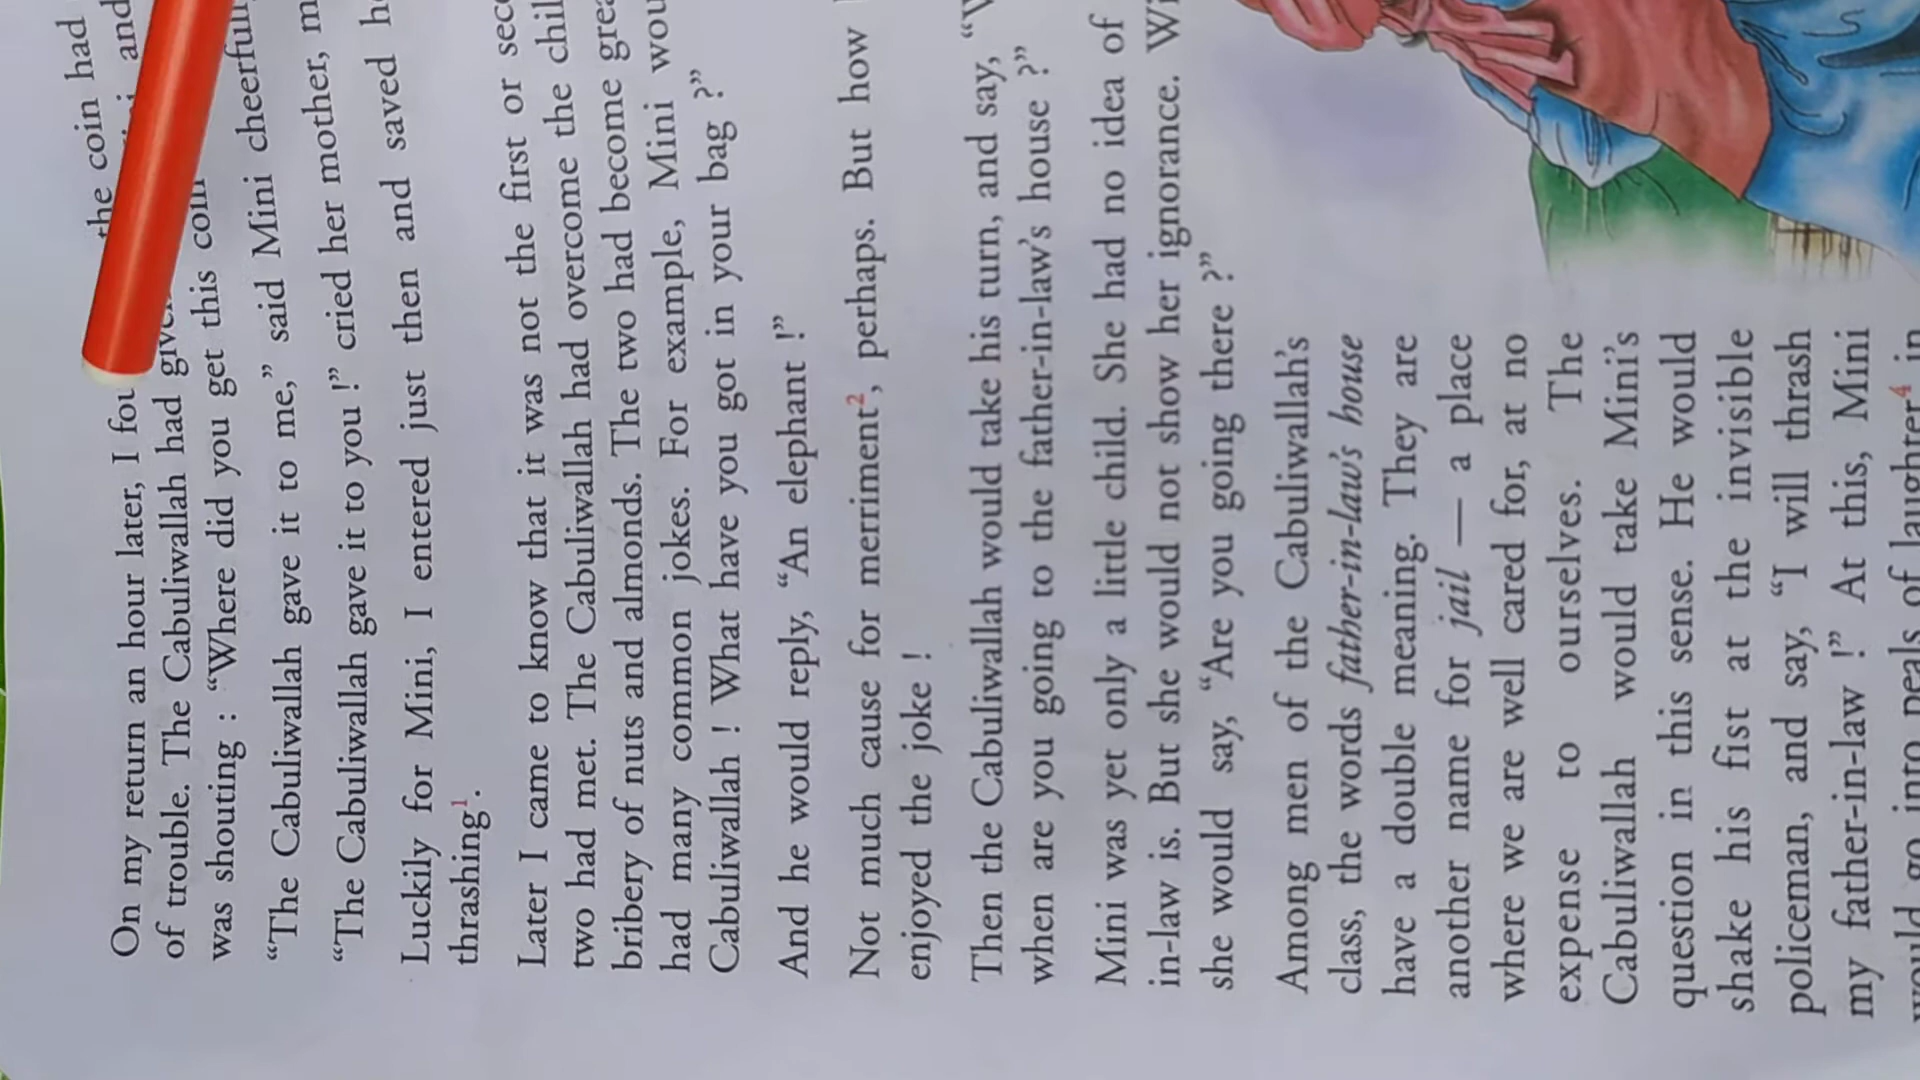 On my return an hour later, I the coin had
of trouble. The Cabuliwallah had and
was shouting : “Where did you get this
“The Cabuliwallah gave it to me,” said Mini
“The Cabuliwallah gave it to you !” cried her mother,
Luckily for Mini, I entered just then and saved
thrashing1.
Later I came to know that it was not the first or
two had met. The Cabuliwallah had overcome the
bribery of nuts and almonds. The two had become
had many common jokes. For example, Mini
Cabuliwallah ! What have you got in your bag ?”
And he would reply, “An elephant !”
Not much cause for merriment2, perhaps. But how
enjoyed the joke !
Then the Cabuliwallah would take his turn, and say,
when are you going to the father-in-law’s house ?”
Mini was yet only a little child. She had no idea of
in-law is. But she would not show her ignorance.
she would say, “Are you going there ?”
Among men of the Cabuliwallah’s
class, the words father-in-law’s house
have a double meaning. They are
another name for jail — a place
where we are well cared for, at no
expense to ourselves. The
Cabuliwallah would take Mini’s
question in this sense. He would
shake his fist at the invisible
policeman, and say, “I will thrash
my father-in-law !” At this, Mini
would go into peals of laughter4 in